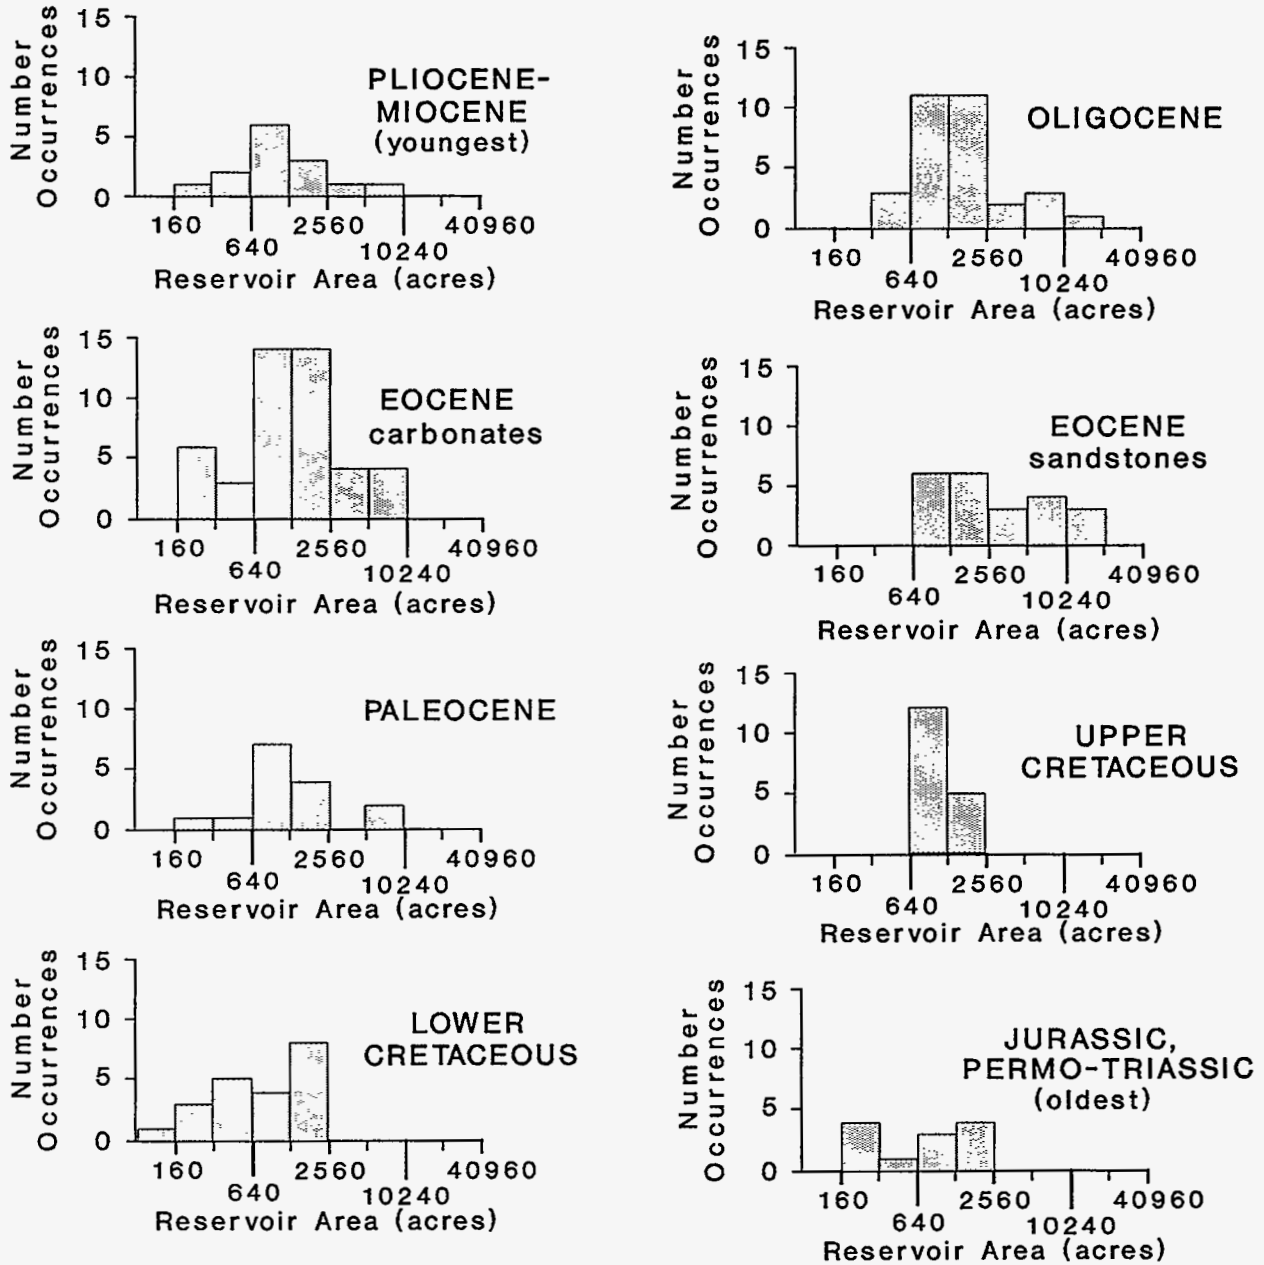 Number
Occurrences
15
10
5
0
PLIOCENE-
MIOCENE
(youngest)
160 2560 40960
640 10240
Reservoir Area (acres)
Number
Occurrences
15
10
5
0
OLIGOCENE
160 2560 40960
640 10240
Reservoir Area (acres)
Number
Occurrences
15
10
5
0
EOCENE
carbonates
160 2560 40960
640 10240
Reservoir Area (acres)
Number
Occurrences
15
10
5
0
EOCENE
sandstones
160 2560 40960
640 10240
Reservoir Area (acres)
Number
Occurrences
15
10
5
0
PALEOCENE
160 2560 40960
640 10240
Reservoir Area (acres)
Number
Occurrences
15
10
5
0
UPPER
CRETACEOUS
160 2560 40960
640 10240
Reservoir Area (acres)
Number
Occurrences
15
10
5
0
LOWER
CRETACEOUS
160 2560 40960
640 10240
Reservoir Area (acres)
Number
Occurrences
15
10
5
0
JURASSIC,
PERMO-TRIASSIC
(oldest)
160 2560 40960
640 10240
Reservoir Area (acres)